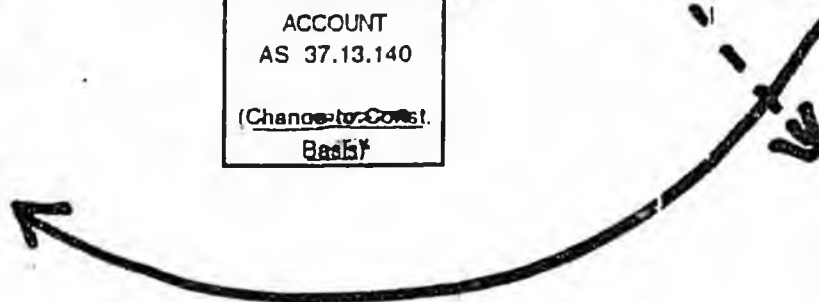 ACCOUNT
AS 37.13.140
(Change to Const.
Basis)